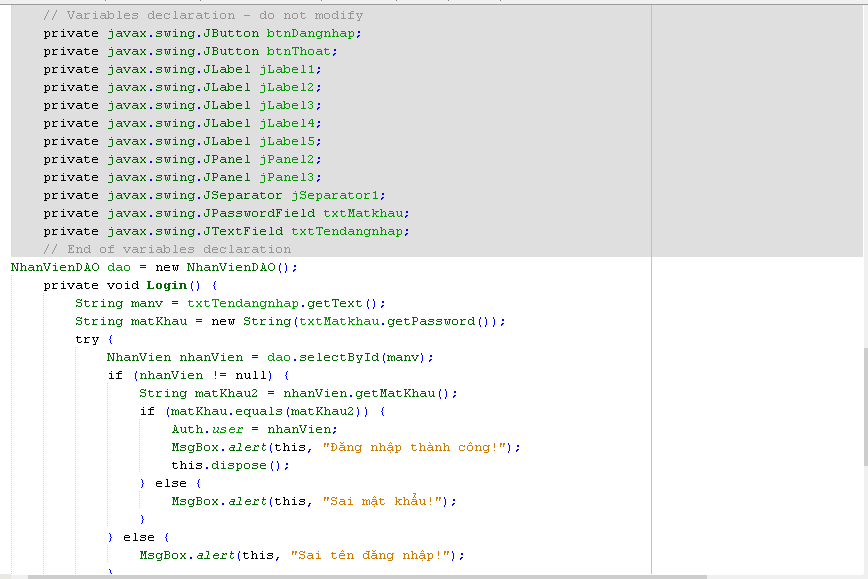 // Variables declaration - do not modify
private javax.swing.JButton btnDangnhap;
private javax.swing.JButton btnThoat;
private javax.swing.JLabel jLabel1;
private javax.swing.JLabel jLabel2;
private javax.swing.JLabel jLabel3;
private javax.swing.JLabel jLabel4;
private javax.swing.JLabel jLabel5;
private javax.swing.JPanel jPanel2;
private javax.swing.JPanel jPanel3;
private javax.swing.JSeparator jSeparator1;
private javax.swing.JPasswordField txtMatkhau;
private javax.swing.JTextField txtTendangnhap;
// End of variables declaration
NhanVienDAO dao = new NhanVienDAO();
private void Login() {
String manv = txtTendangnhap.getText();
String matKhau = new String(txtMatkhau.getPassword());
try {
NhanVien nhanVien = dao.selectById(manv);
if (nhanVien != null) {
String matKhau2 = nhanVien.getMatKhau();
if (matKhau.equals(matKhau2)) {
Auth.user = nhanVien;
MsgBox.alert(this, "Đăng nhập thành công!");
this.dispose();
} else {
MsgBox.alert(this, "Sai mật khẩu!");
}
} else {
MsgBox.alert(this, "Sai tên đăng nhập!");
}